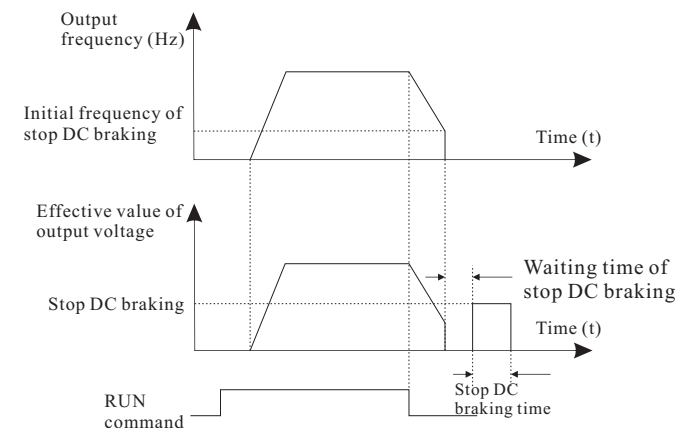 Output
frequency (Hz)
Initial frequency of
stop DC braking
Time (t)
Effective value of
output voltage
Waiting time of
stop DC braking
Stop DC braking
Time (t)
Stop DC
braking time
RUN
command